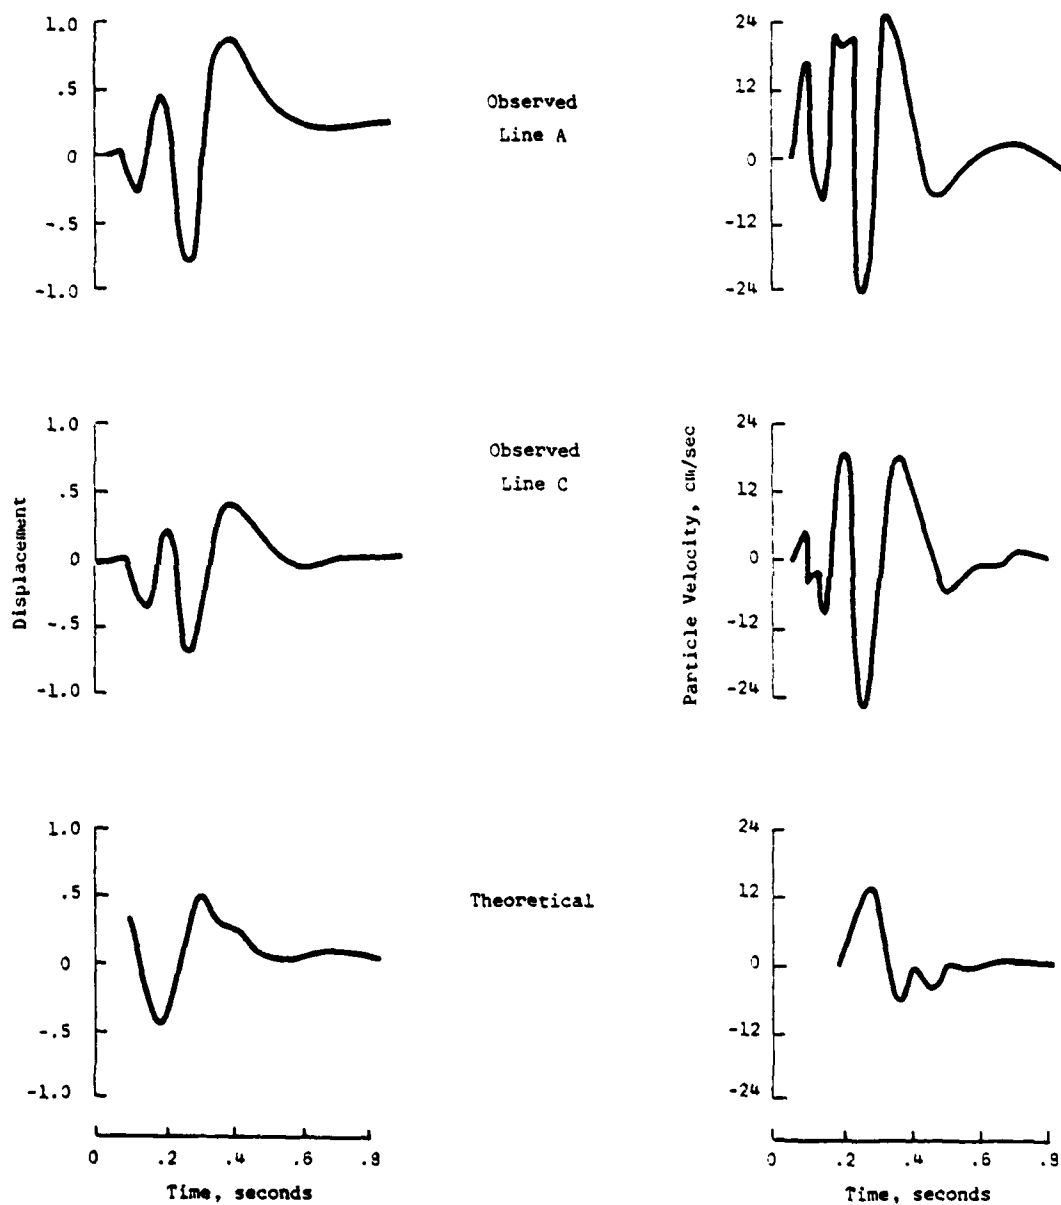 1.0
.5
0
-.5
-1.0
Observed
Line A
24
12
0
-12
-24
Displacement
1.0
.5
0
-.5
-1.0
Observed
Line C
Particle Velocity, cm/sec
24
12
0
-12
-24
1.0
.5
0
-.5
-1.0
Theoretical
24
12
0
-12
-24
0 .2 .4 .6 .8
Time, seconds
0 .2 .4 .6 .8
Time, seconds